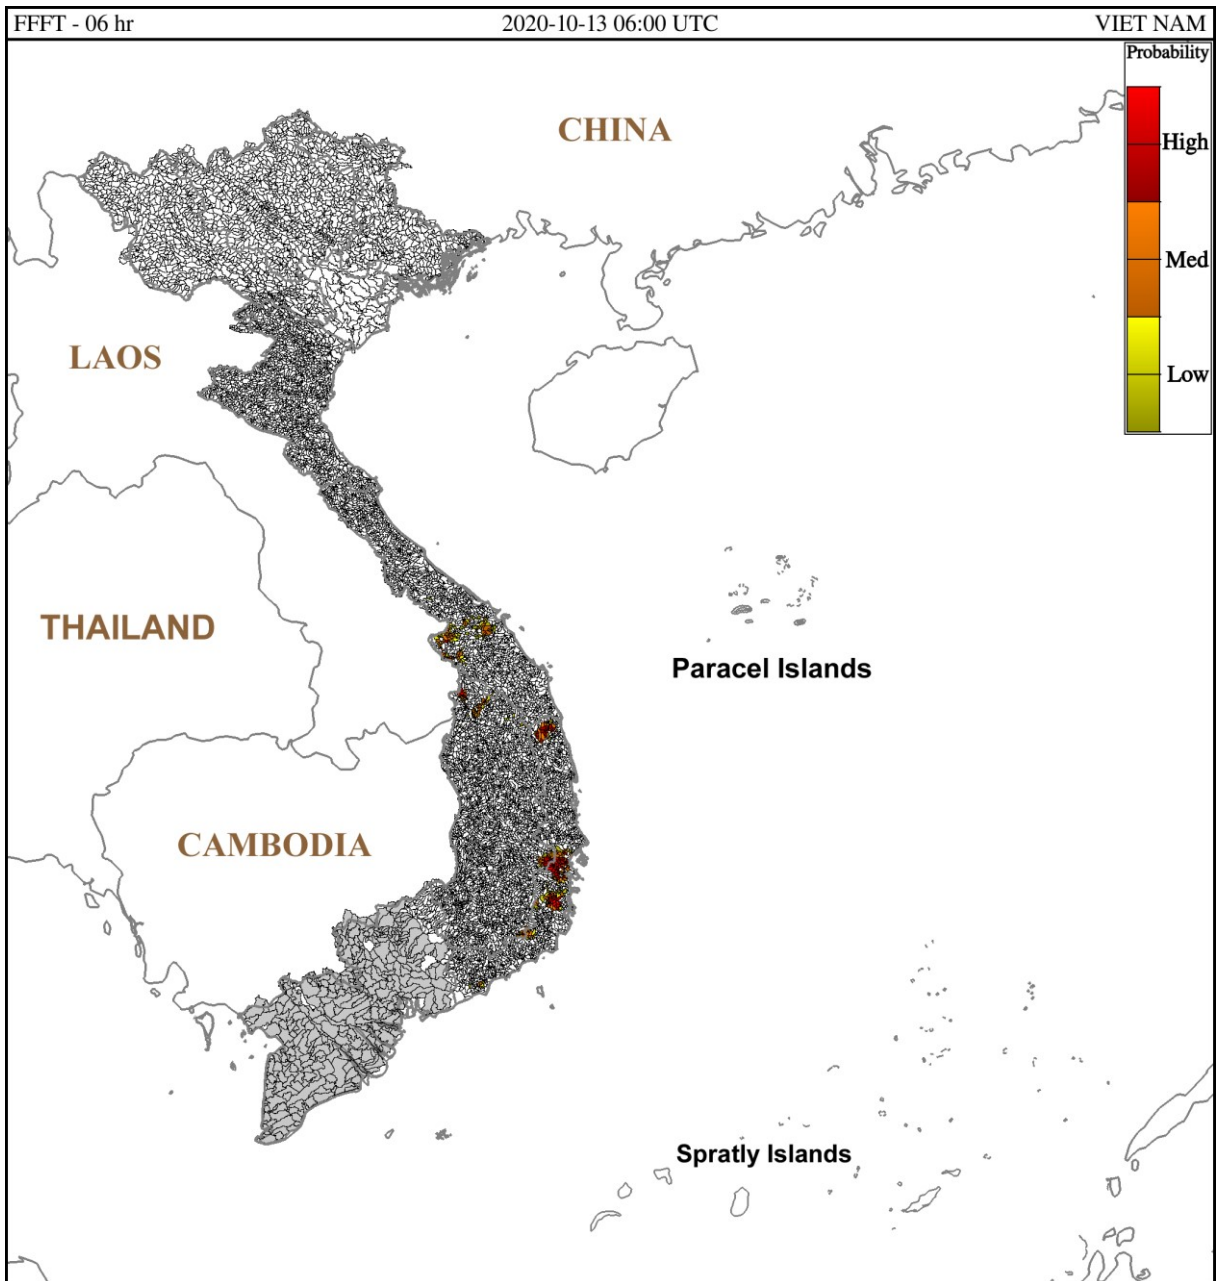 FFFT - 06 hr 2020-10-13 06:00 UTC VIET NAM
Probability
CHINA
High
Med
LAOS
Low
THAILAND
Paracel Islands
CAMBODIA
Spratly Islands